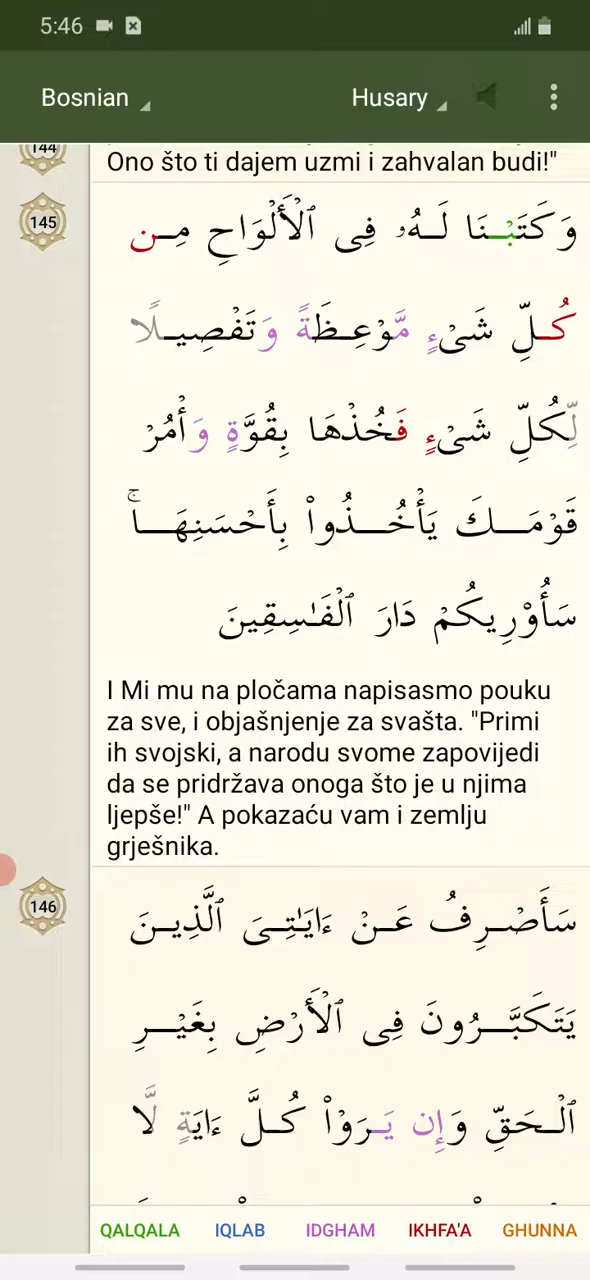 5:46
Bosnian
Husary
144
Ono što ti dajem uzmi i zahvalan budi!"
145
وَكَتَبْنَا لَهُۥ فِى ٱلْأَلْوَاحِ مِن
كُلِّ شَىْءٍ مَّوْعِظَةً وَتَفْصِيلًا
لِّكُلِّ شَىْءٍ فَخُذْهَا بِقُوَّةٍ وَأْمُرْ
قَوْمَكَ يَأْخُذُوا۟ بِأَحْسَنِهَا ۚ
سَأُو۟رِيكُمْ دَارَ ٱلْفَـٰسِقِينَ
I Mi mu na pločama napisasmo pouku
za sve, i objašnjenje za svašta. "Primi
ih svojski, a narodu svome zapovijedi
da se pridržava onoga što je u njima
ljepše!" A pokazaću vam i zemlju
grješnika.
146
سَأَصْرِفُ عَنْ ءَايَـٰتِىَ ٱلَّذِينَ
يَتَكَبَّرُونَ فِى ٱلْأَرْضِ بِغَيْرِ
ٱلْحَقِّ وَإِن يَرَوْا۟ كُلَّ ءَايَةٍ لَّا
QALQALA IQLAB IDGHAM IKHFA'A GHUNNA